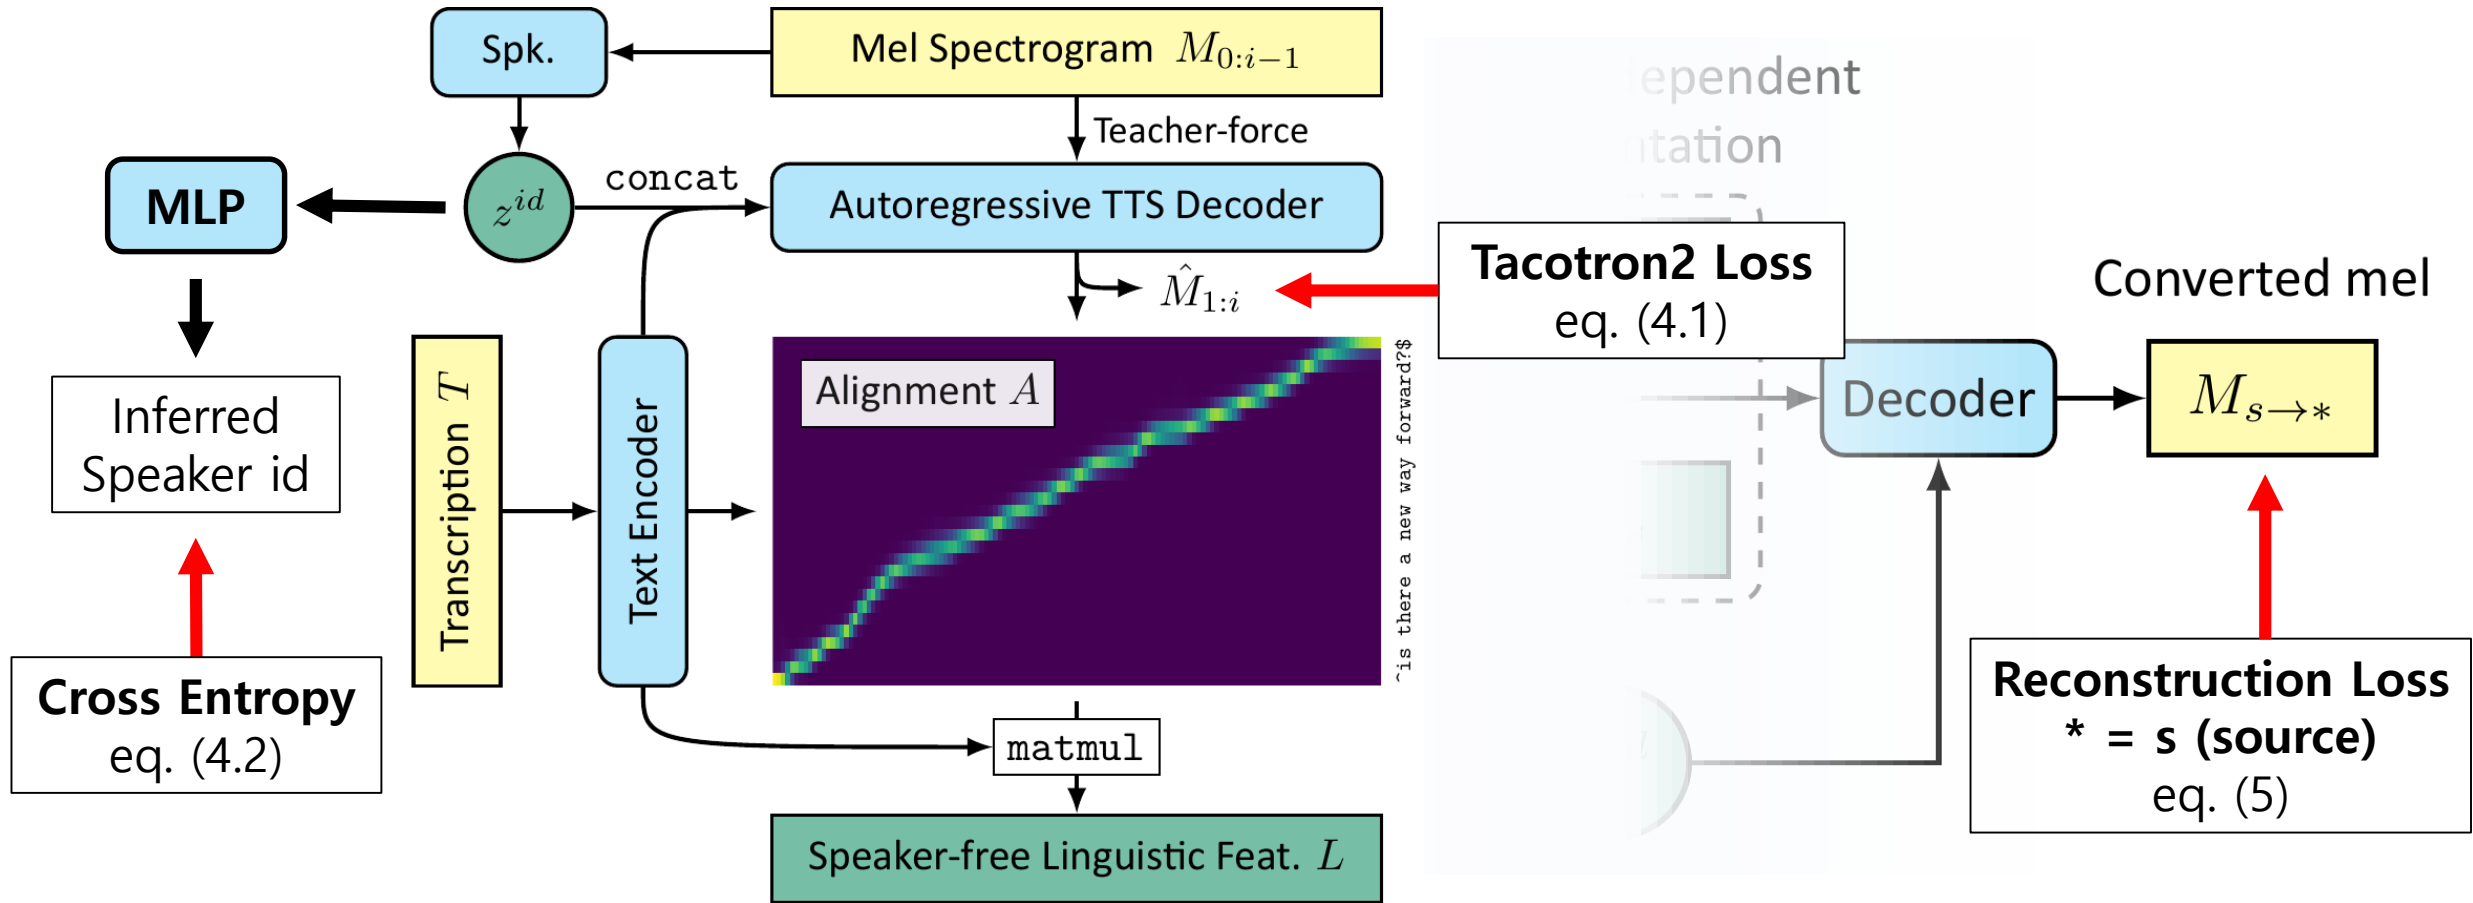 Spk.
Mel Spectrogram M₀:ᵢ₋₁
Teacher-force
MLP
zⁱᵈ
concat
Autoregressive TTS Decoder
M̂₁:ᵢ
Inferred
Speaker id
Cross Entropy
eq. (4.2)
Transcription T
Text Encoder
Alignment A
^is there a new way forward?$
matmul
Speaker-free Linguistic Feat. L
ependent
tation
Tacotron2 Loss
eq. (4.1)
Converted mel
Decoder
Mₛ→*
Reconstruction Loss
* = s (source)
eq. (5)